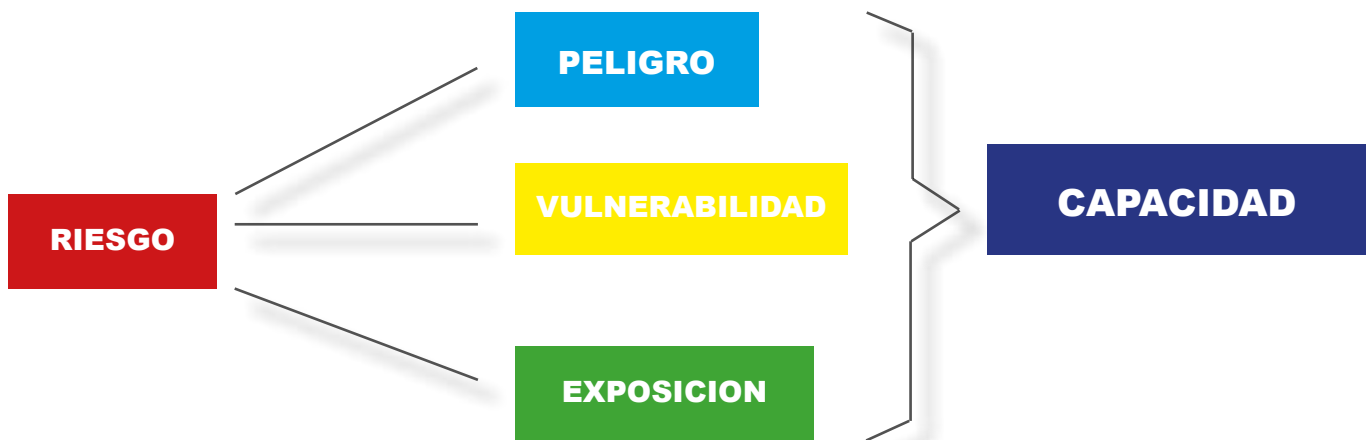 RIESGO
PELIGRO
VULNERABILIDAD
EXPOSICION
CAPACIDAD